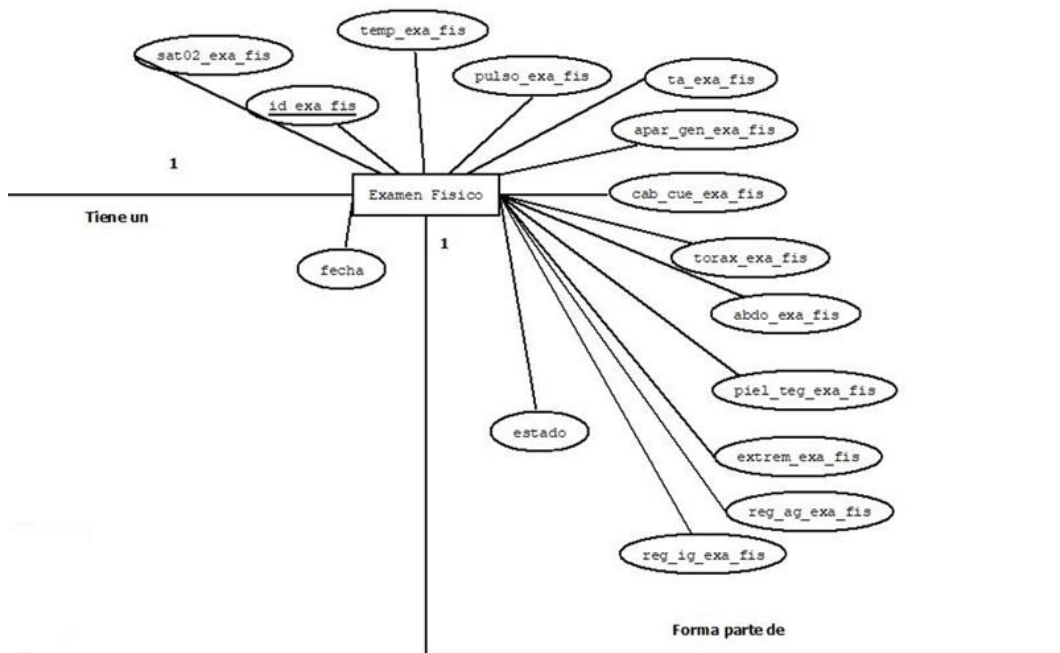 temp_exa_fis
sat02_exa_fis
pulso_exa_fis
ta_exa_fis
id_exa_fis
apar_gen_exa_fis
1
Examen Fisico
cab_cue_exa_fis
Tiene un
1
torax_exa_fis
fecha
abdo_exa_fis
piel_teg_exa_fis
estado
extrem_exa_fis
reg_ag_exa_fis
reg_ig_exa_fis
Forma parte de